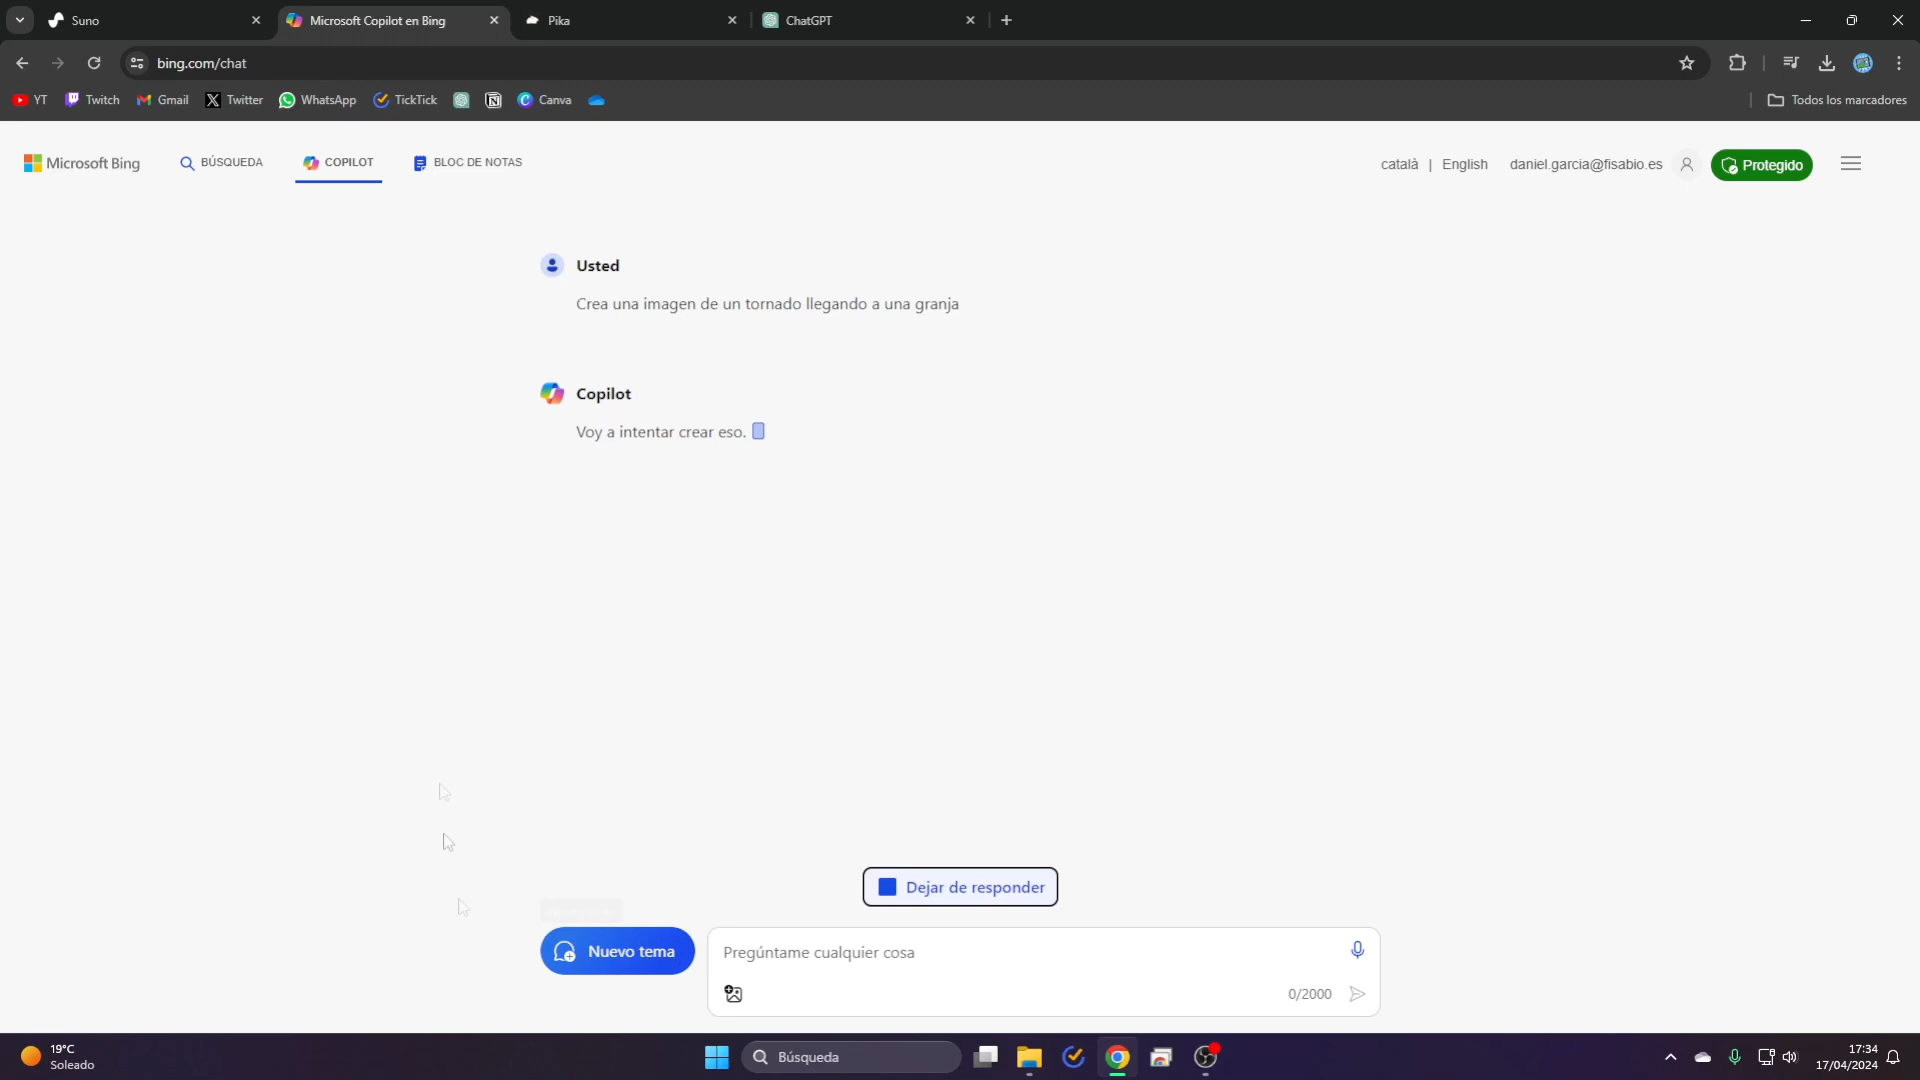 Suno
Microsoft Copilot en Bing
Pika
ChatGPT
bing.com/chat
YT
Twitch
Gmail
Twitter
WhatsApp
TickTick
Canva
Todos los marcadores
Microsoft Bing
BÚSQUEDA
COPILOT
BLOC DE NOTAS
català | English
daniel.garcia@fisabio.es
Protegido
Usted
Crea una imagen de un tornado llegando a una granja
Copilot
Voy a intentar crear eso.
Dejar de responder
Nuevo tema
Pregúntame cualquier cosa
0/2000
19°C
Soleado
Búsqueda
17:34
17/04/2024